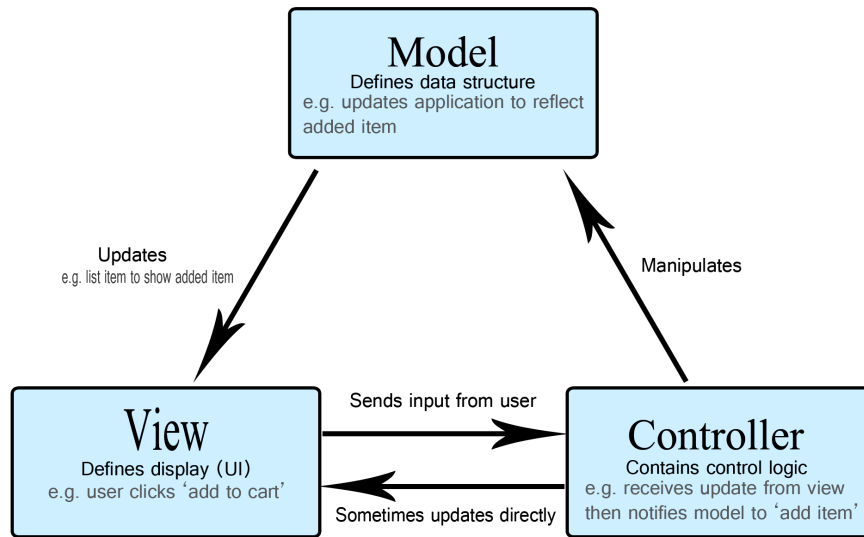 Model
Defines data structure
e.g. updates application to reflect
added item
Updates
e.g. list item to show added item
Manipulates
View
Defines display (UI)
e.g. user clicks ‘add to cart’
Sends input from user
Sometimes updates directly
Controller
Contains control logic
e.g. receives update from view
then notifies model to ‘add item’